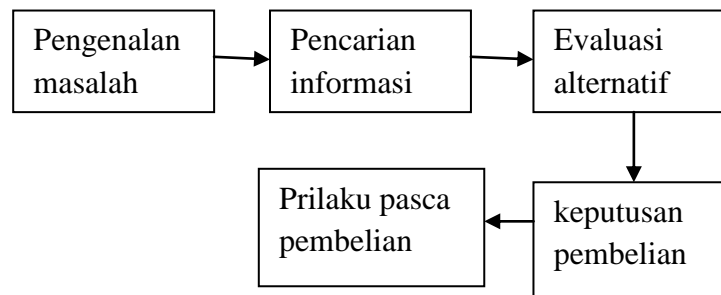 Pengenalan
masalah
Pencarian
informasi
Evaluasi
alternatif
keputusan
pembelian
Prilaku pasca
pembelian